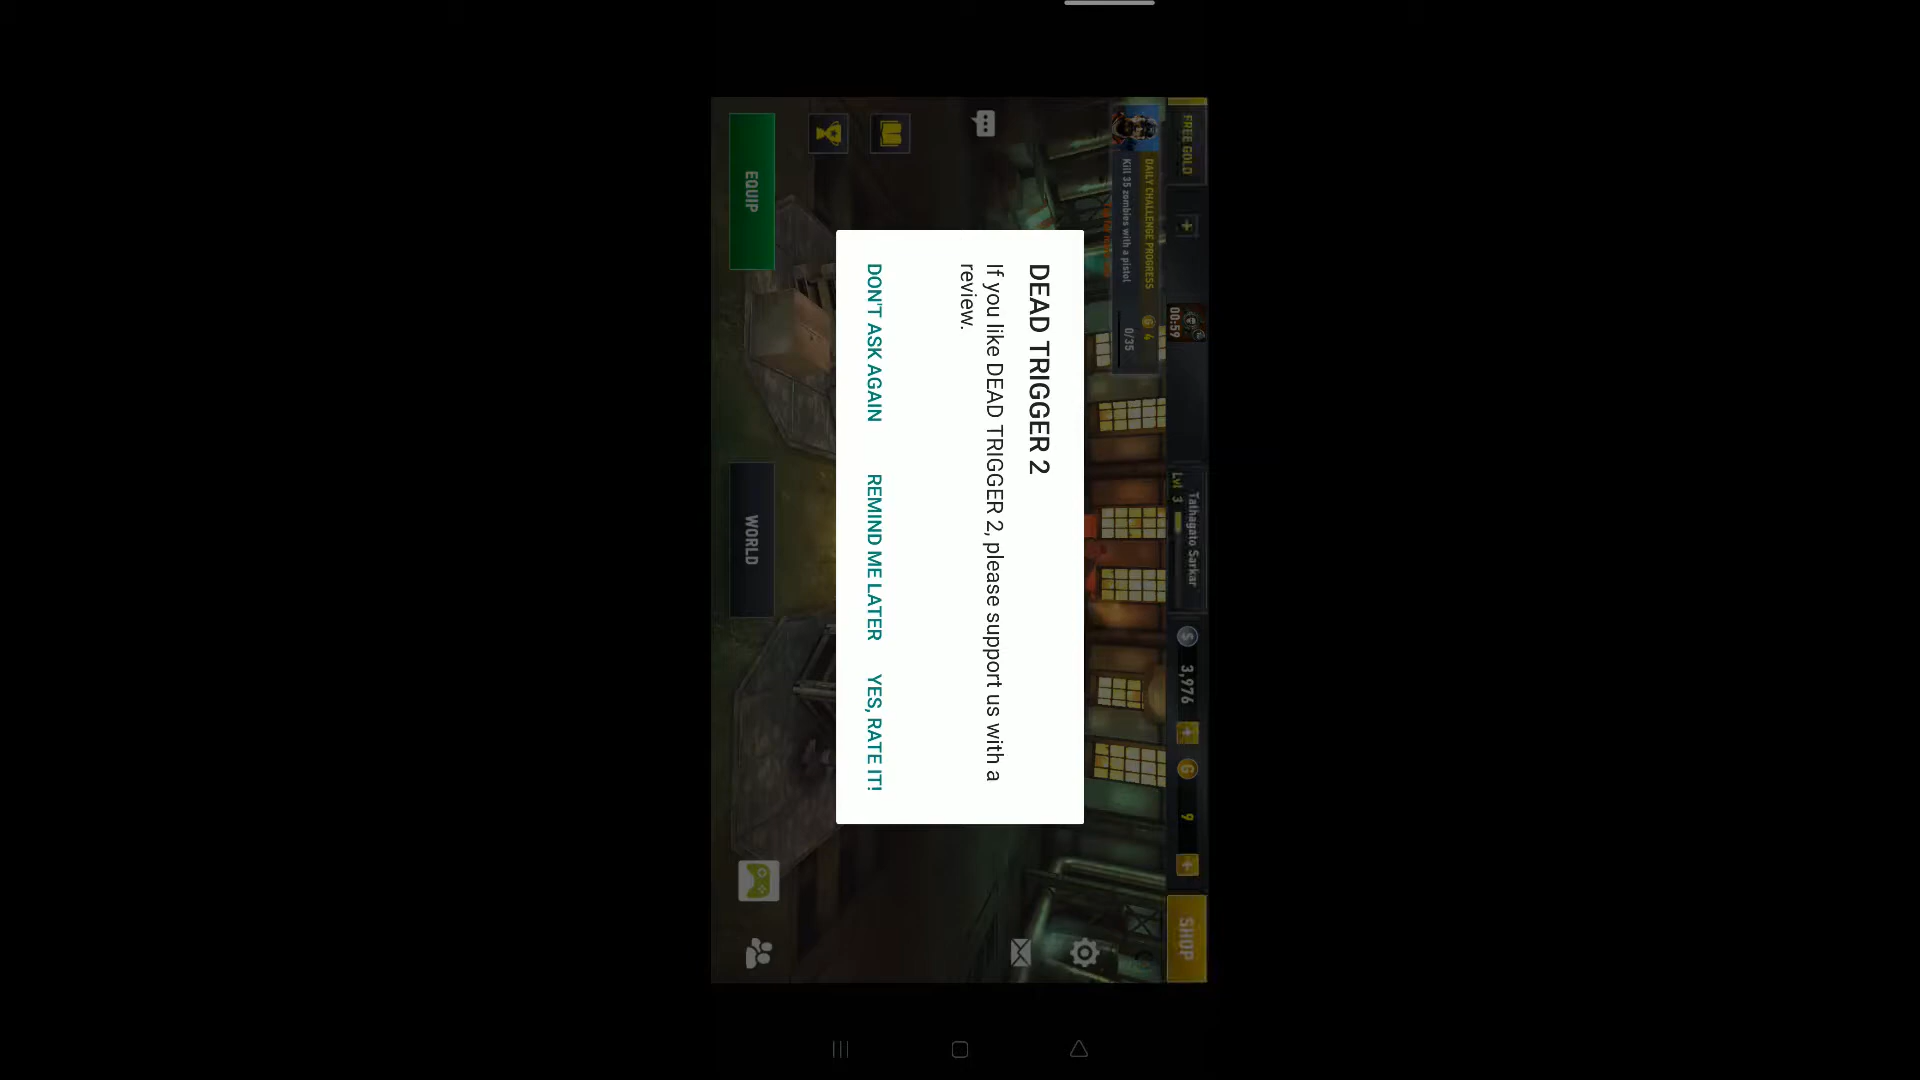 FREE GOLD
00:59
Tathagato Sarkar
Lvl 3
3,976
9
SHOP
DAILY CHALLENGE PROGRESS
4
Kill 35 zombies with a pistol
0/35
DEAD TRIGGER 2
If you like DEAD TRIGGER 2, please support us with a
review.
DON'T ASK AGAIN
REMIND ME LATER
YES, RATE IT!
EQUIP
WORLD